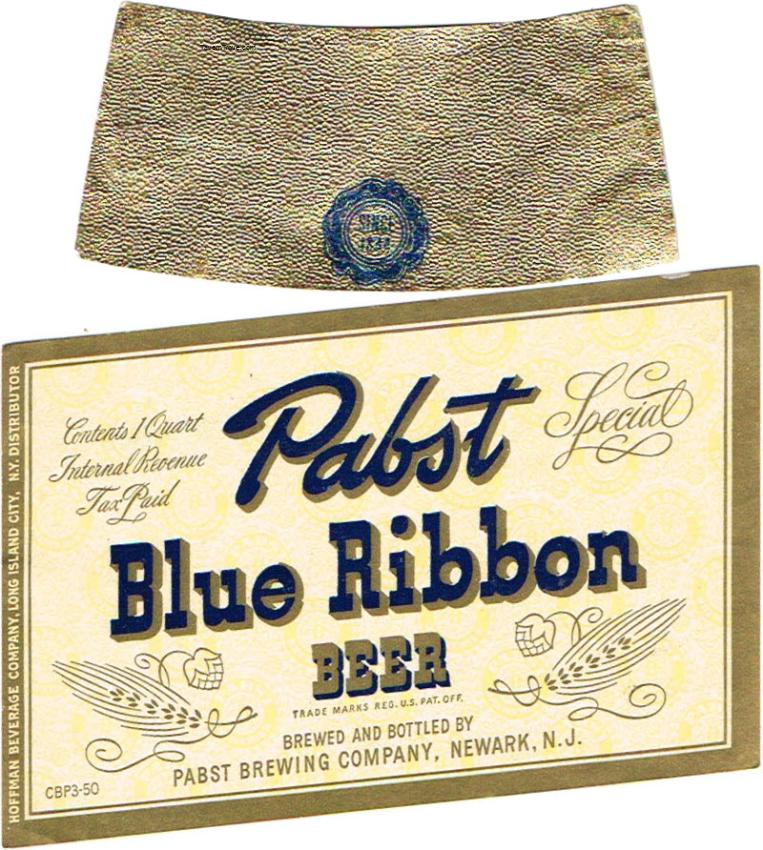 SINCE
1844
Contents 1 Quart
Internal Revenue
Tax Paid
Pabst
Special
Blue Ribbon
BEER
TRADE MARKS REG. U.S. PAT. OFF.
BREWED AND BOTTLED BY
PABST BREWING COMPANY, NEWARK, N.J.
CBP3-50
HOFFMAN BEVERAGE COMPANY, LONG ISLAND CITY, N.Y. DISTRIBUTOR